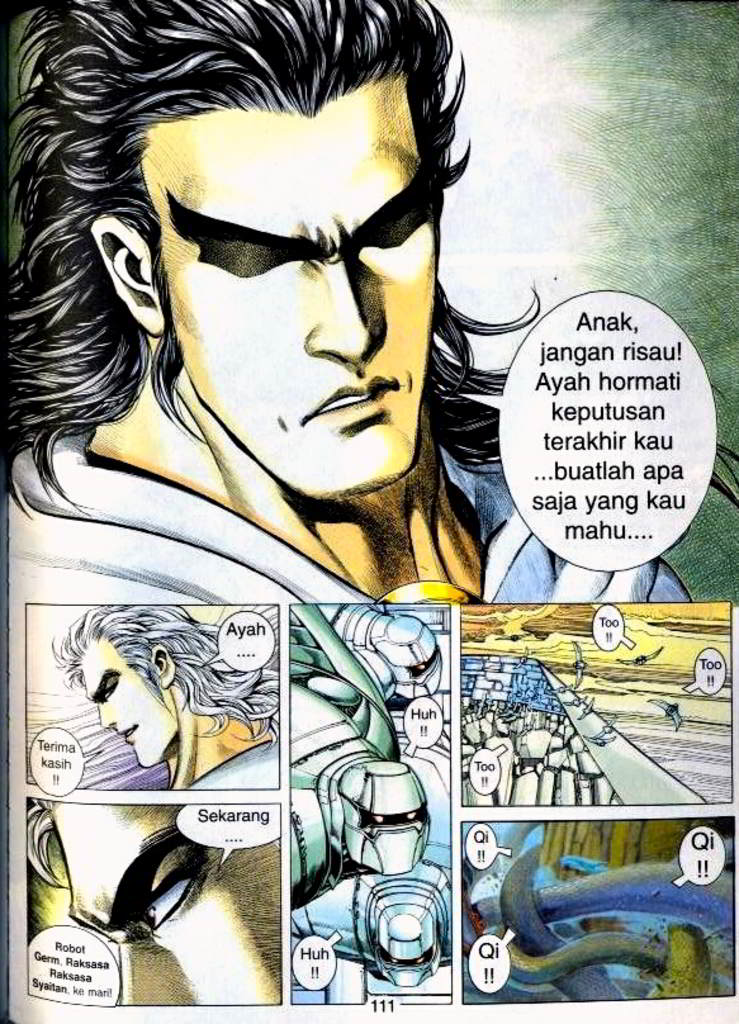 Anak,
jangan risau!
Ayah hormati
keputusan
terakhir kau
...buatlah apa
saja yang kau
mahu....
Ayah
....
Terima
kasih
!!
Sekarang
....
Robot
Germ, Raksasa
Raksasa
Syaitan, ke mari!
Huh
!!
Huh
!!
Too
!!
Too
!!
Too
!!
Qi
!!
Qi
!!
Qi
!!
111